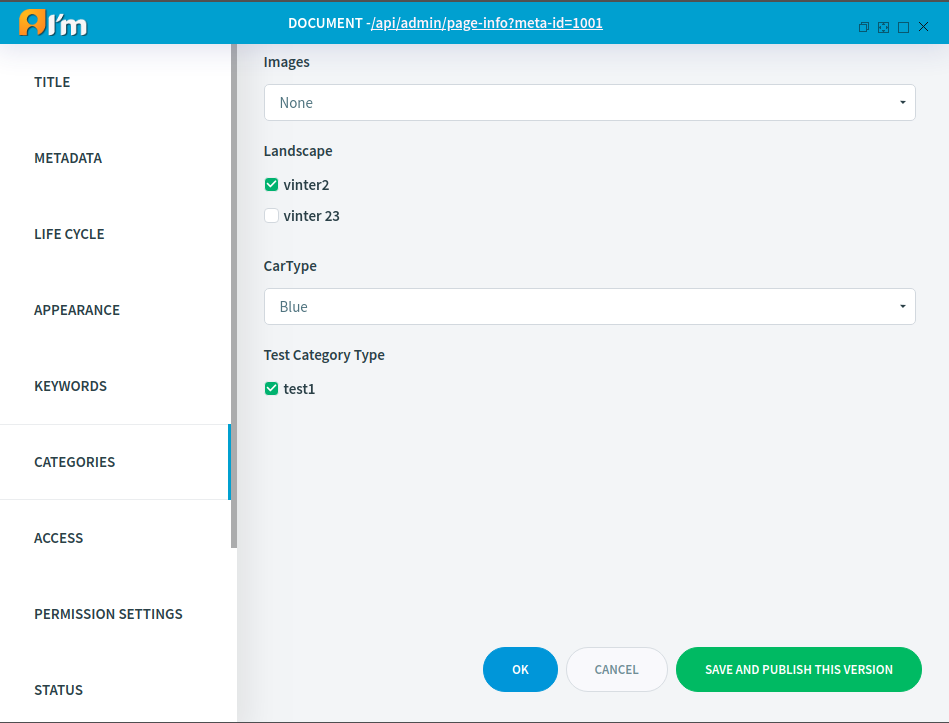 AI'm
DOCUMENT -/api/admin/page-info?meta-id=1001
TITLE
METADATA
LIFE CYCLE
APPEARANCE
KEYWORDS
CATEGORIES
ACCESS
PERMISSION SETTINGS
STATUS
Images
None
Landscape
vinter2
vinter 23
CarType
Blue
Test Category Type
test1
OK
CANCEL
SAVE AND PUBLISH THIS VERSION